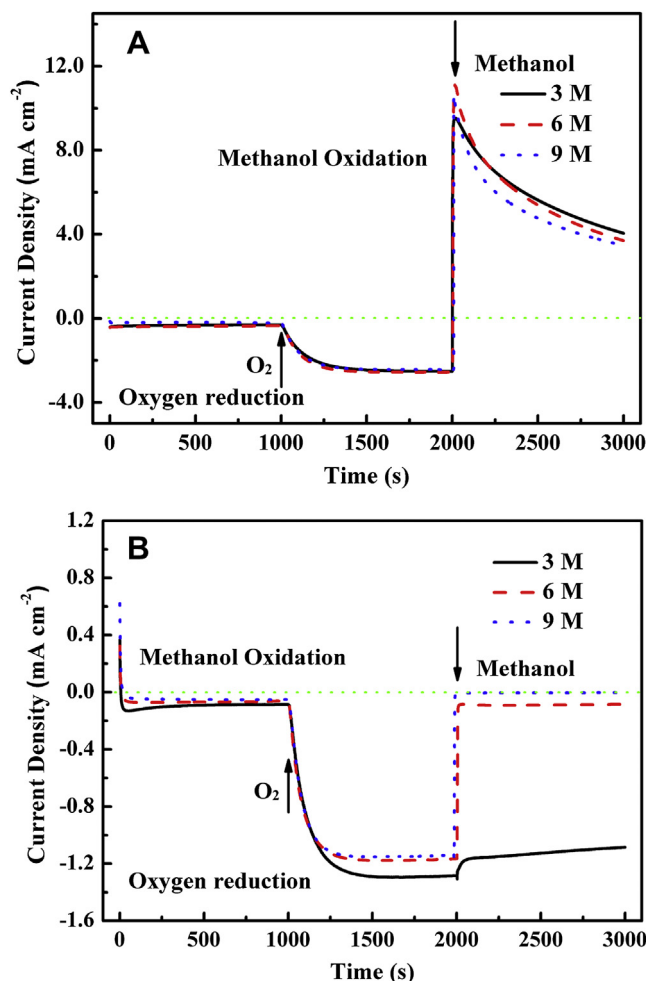 A
Methanol
3 M
6 M
9 M
Methanol Oxidation
O₂
Oxygen reduction
12.0
8.0
4.0
0.0
-4.0
Current Density (mA cm⁻²)
0 500 1000 1500 2000 2500 3000
Time (s)
B
3 M
6 M
9 M
Methanol Oxidation
Methanol
O₂
Oxygen reduction
1.2
0.8
0.4
0.0
-0.4
-0.8
-1.2
-1.6
Current Density (mA cm⁻²)
0 500 1000 1500 2000 2500 3000
Time (s)